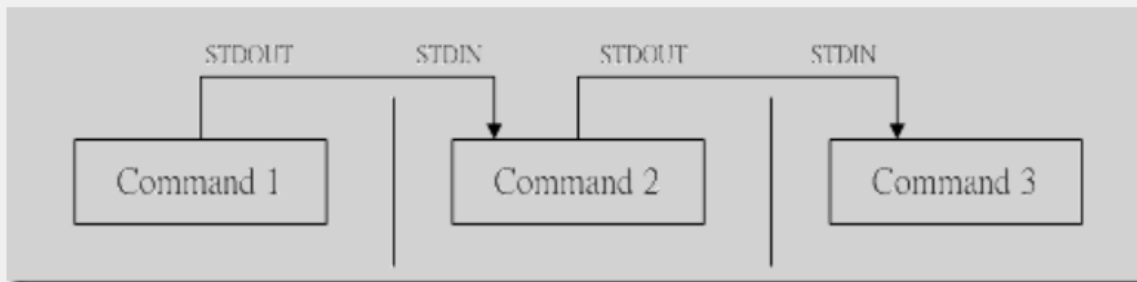 STDOUT STDIN STDOUT STDIN
Command 1 Command 2 Command 3